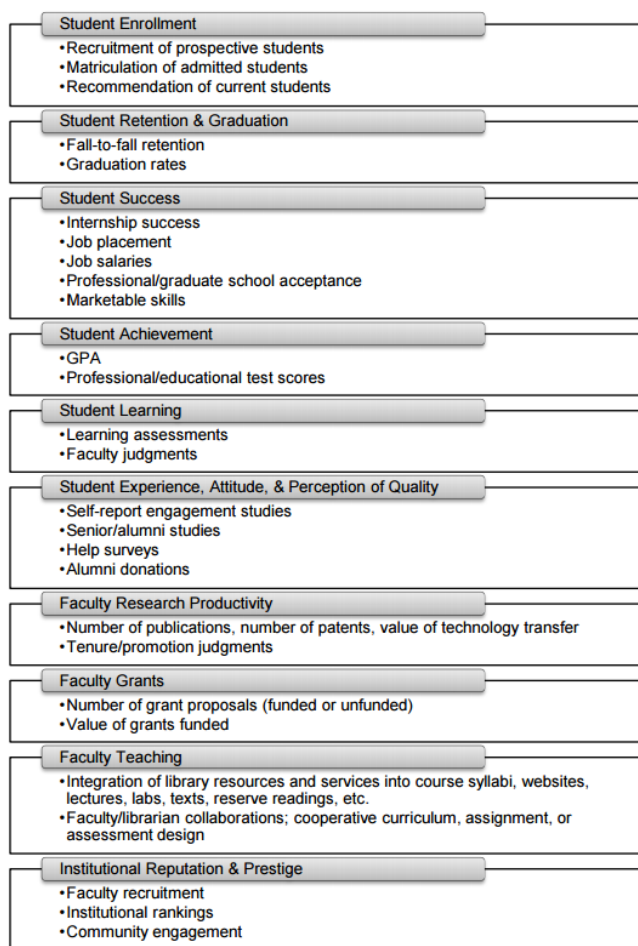 Student Enrollment
•Recruitment of prospective students
•Matriculation of admitted students
•Recommendation of current students
Student Retention & Graduation
•Fall-to-fall retention
•Graduation rates
Student Success
•Internship success
•Job placement
•Job salaries
•Professional/graduate school acceptance
•Marketable skills
Student Achievement
•GPA
•Professional/educational test scores
Student Learning
•Learning assessments
•Faculty judgments
Student Experience, Attitude, & Perception of Quality
•Self-report engagement studies
•Senior/alumni studies
•Help surveys
•Alumni donations
Faculty Research Productivity
•Number of publications, number of patents, value of technology transfer
•Tenure/promotion judgments
Faculty Grants
•Number of grant proposals (funded or unfunded)
•Value of grants funded
Faculty Teaching
•Integration of library resources and services into course syllabi, websites,
lectures, labs, texts, reserve readings, etc.
•Faculty/librarian collaborations; cooperative curriculum, assignment, or
assessment design
Institutional Reputation & Prestige
•Faculty recruitment
•Institutional rankings
•Community engagement